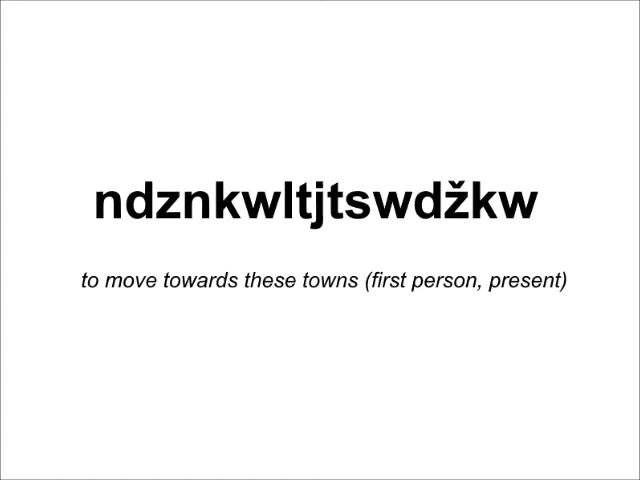 ndznkwltjtswdžkw
to move towards these towns (first person, present)